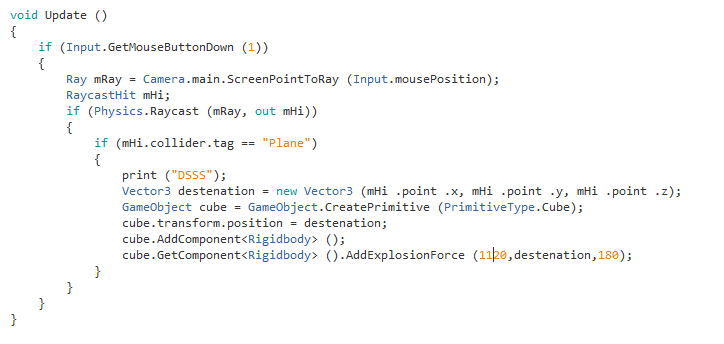 void Update ()
{
    if (Input.GetMouseButtonDown (1))
    {
        Ray mRay = Camera.main.ScreenPointToRay (Input.mousePosition);
        RaycastHit mHi;
        if (Physics.Raycast (mRay, out mHi))
        {
            if (mHi.collider.tag == "Plane")
            {
                print ("DSSS");
                Vector3 destenation = new Vector3 (mHi .point .x, mHi .point .y, mHi .point .z);
                GameObject cube = GameObject.CreatePrimitive (PrimitiveType.Cube);
                cube.transform.position = destenation;
                cube.AddComponent<Rigidbody> ();
                cube.GetComponent<Rigidbody> ().AddExplosionForce (1120,destenation,180);
            }
        }
    }
}